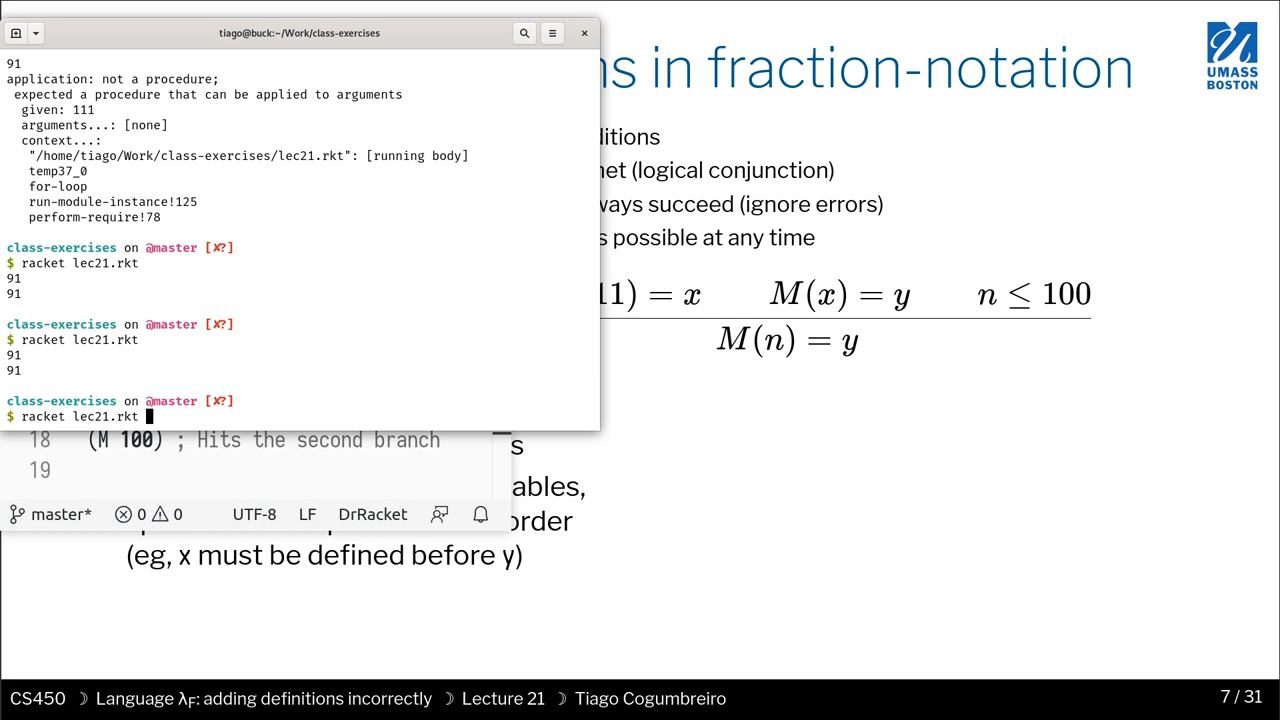 tiago@buck:~/Work/class-exercises
91
application: not a procedure;
expected a procedure that can be applied to arguments
given: 111
arguments...: [none]
context...:
"/home/tiago/Work/class-exercises/lec21.rkt": [running body]
temp37_0
for-loop
run-module-instance!125
perform-require!78
class-exercises on @master [✘?]
$ racket lec21.rkt
91
91
class-exercises on @master [✘?]
$ racket lec21.rkt
91
91
class-exercises on @master [✘?]
$ racket lec21.rkt
18 (M 100) ; Hits the second branch
19
master* 0 0 UTF-8 LF DrRacket
s in fraction-notation
UMASS
BOSTON
ditions
net (logical conjunction)
ways succeed (ignore errors)
s possible at any time
11) = x M(x) = y n ≤ 100
M(n) = y
s
ables,
order
(eg, x must be defined before y)
CS450 ☽ Language λF: adding definitions incorrectly ☽ Lecture 21 ☽ Tiago Cogumbreiro
7 / 31